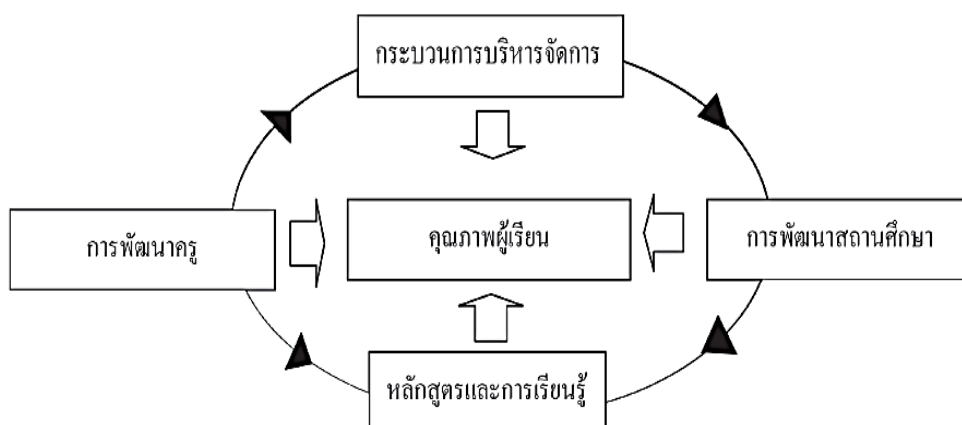 กระบวนการบริหารจัดการ
การพัฒนาครู
คุณภาพผู้เรียน
การพัฒนาสถานศึกษา
หลักสูตรและการเรียนรู้